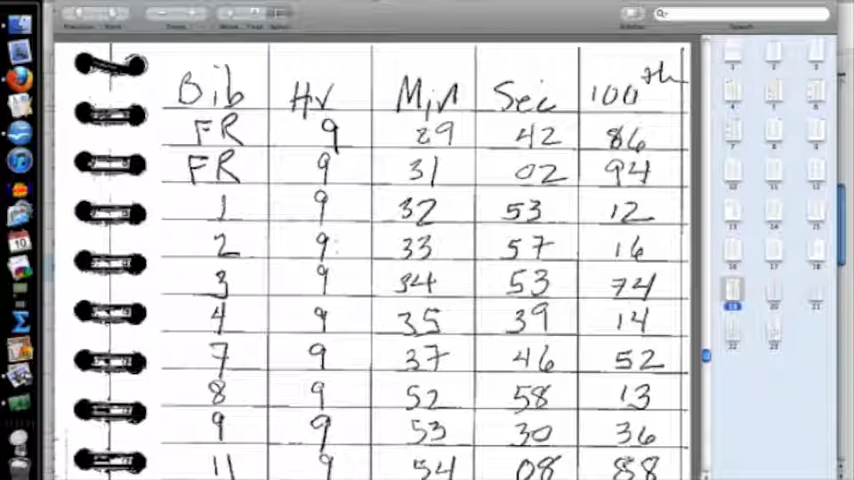 Bib Hr Min Sec 100th
FR 9 29 42 86
FR 9 31 02 94
1 9 32 53 12
2 9 33 57 16
3 9 34 53 74
4 9 35 39 14
7 9 37 46 52
8 9 52 58 13
9 9 53 30 36
11 9 54 08 88